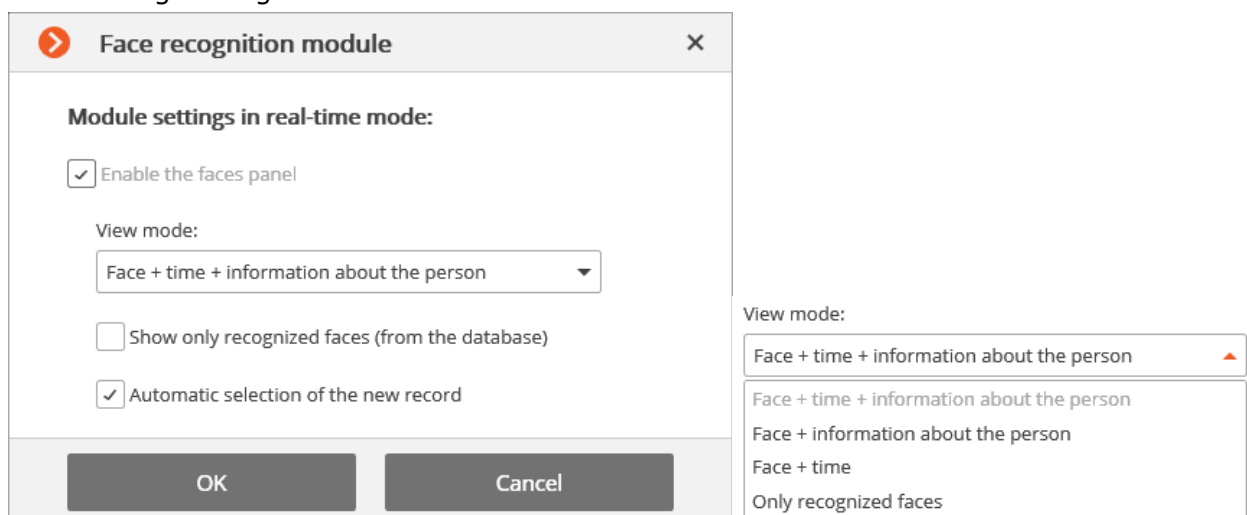 Face recognition module
Module settings in real-time mode:
Enable the faces panel
View mode:
Face + time + information about the person
Show only recognized faces (from the database)
Automatic selection of the new record
OK
Cancel
View mode:
Face + time + information about the person
Face + time + information about the person
Face + information about the person
Face + time
Only recognized faces